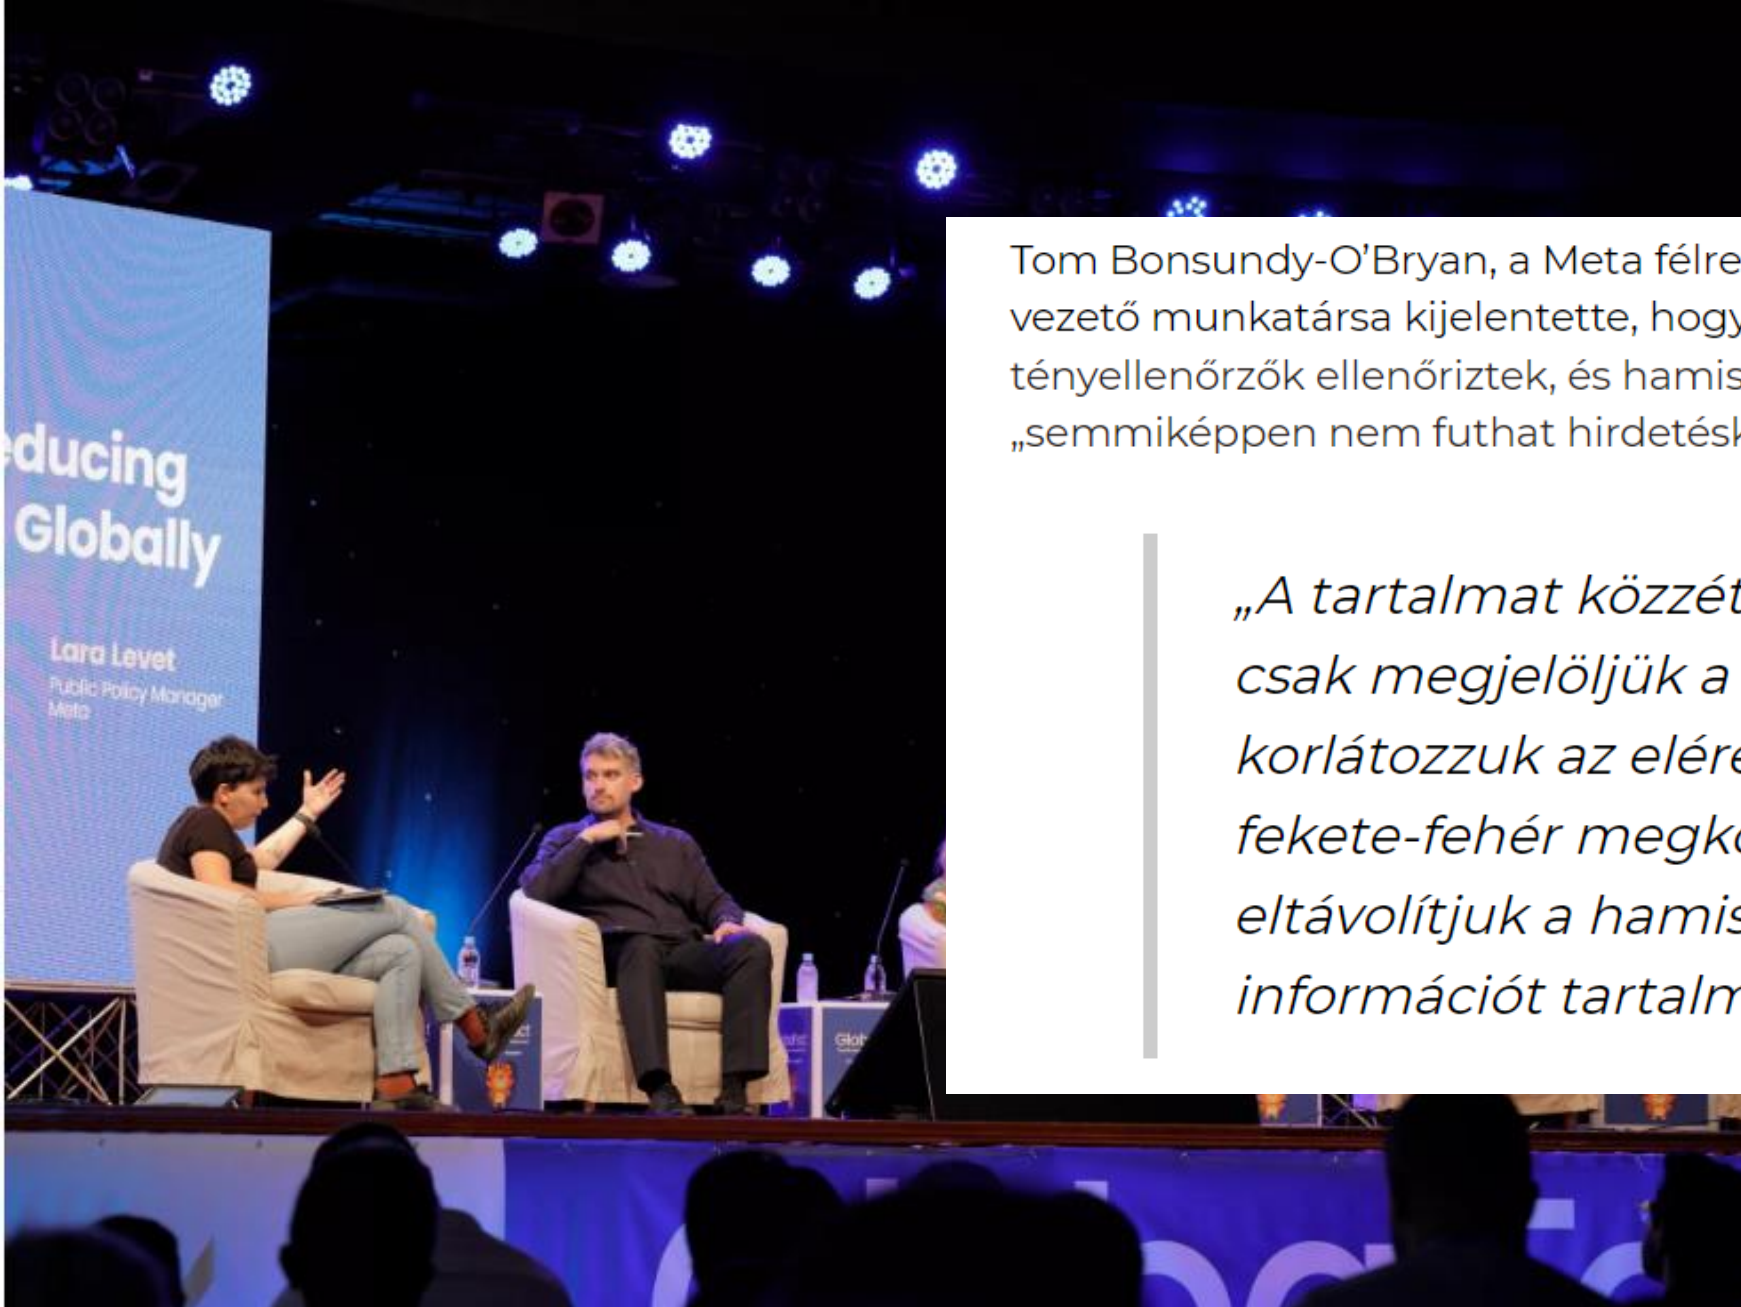 educing
Globally
Lara Levet
Public Policy Manager
Meta
Tom Bonsundy-O’Bryan, a Meta félre
vezető munkatársa kijelentette, hogy
tényellenőrzők ellenőriztek, és hamis
„semmiképpen nem futhat hirdetésk
„A tartalmat közzét
csak megjelöljük a
korlátozzuk az elére
fekete-fehér megkö
eltávolítjuk a hamis
információt tartalm